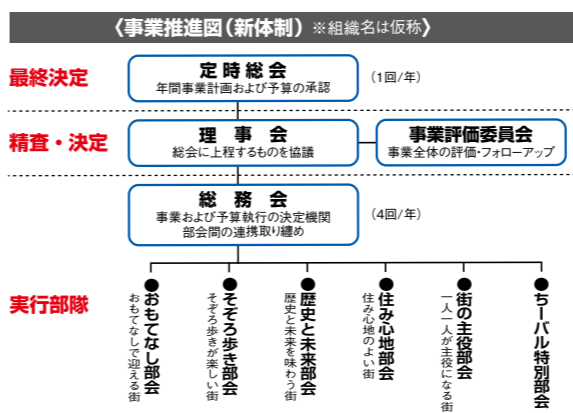 〈事業推進図(新体制) ※組織名は仮称〉
最終決定
定時総会
年間事業計画および予算の承認
(1回/年)
精査・決定
理事会
総会に上程するものを協議
事業評価委員会
事業全体の評価・フォローアップ
総務会
事業および予算執行の決定機関
部会間の連携取り纏め
(4回/年)
実行部隊
●おもてなし部会
おもてなしで迎える街
●そぞろ歩き部会
そぞろ歩きが楽しい街
●歴史と未来部会
歴史と未来を味わう街
●住み心地部会
住み心地のよい街
●街の主役部会
一人一人が主役になる街
●ちーバル特別部会